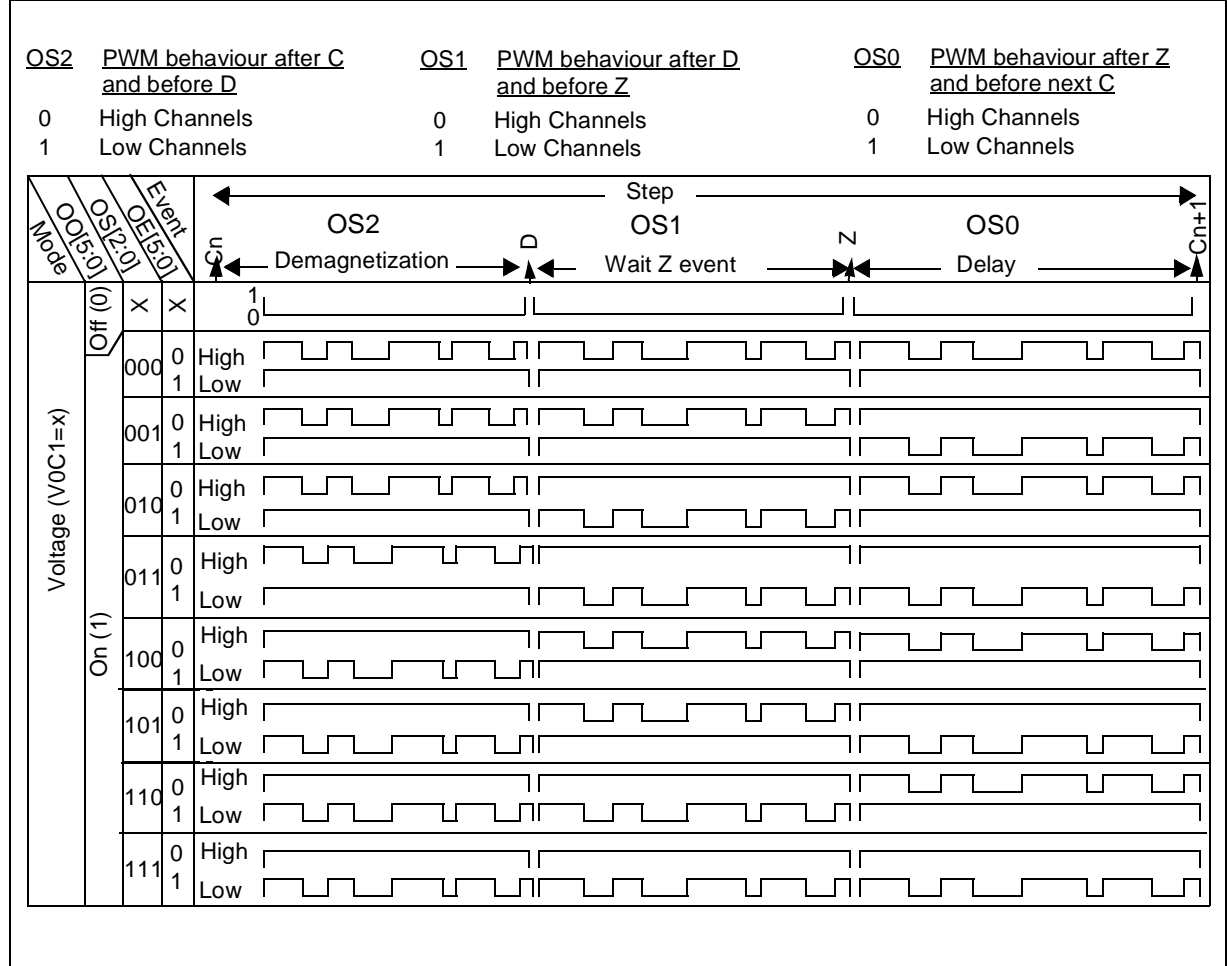 OS2 PWM behaviour after C
and before D
0 High Channels
1 Low Channels
OS1 PWM behaviour after D
and before Z
0 High Channels
1 Low Channels
OS0 PWM behaviour after Z
and before next C
0 High Channels
1 Low Channels
Mode
OO[5:0]
OS[2:0]
OE[5:0]
Event
Step
Cn
OS2
D
OS1
Z
OS0
Cn+1
Demagnetization
Wait Z event
Delay
Voltage (V0C1=x)
Off (0)
X
X
1
0
On (1)
000
0 High
1 Low
001
0 High
1 Low
010
0 High
1 Low
011
0 High
1 Low
100
0 High
1 Low
101
0 High
1 Low
110
0 High
1 Low
111
0 High
1 Low